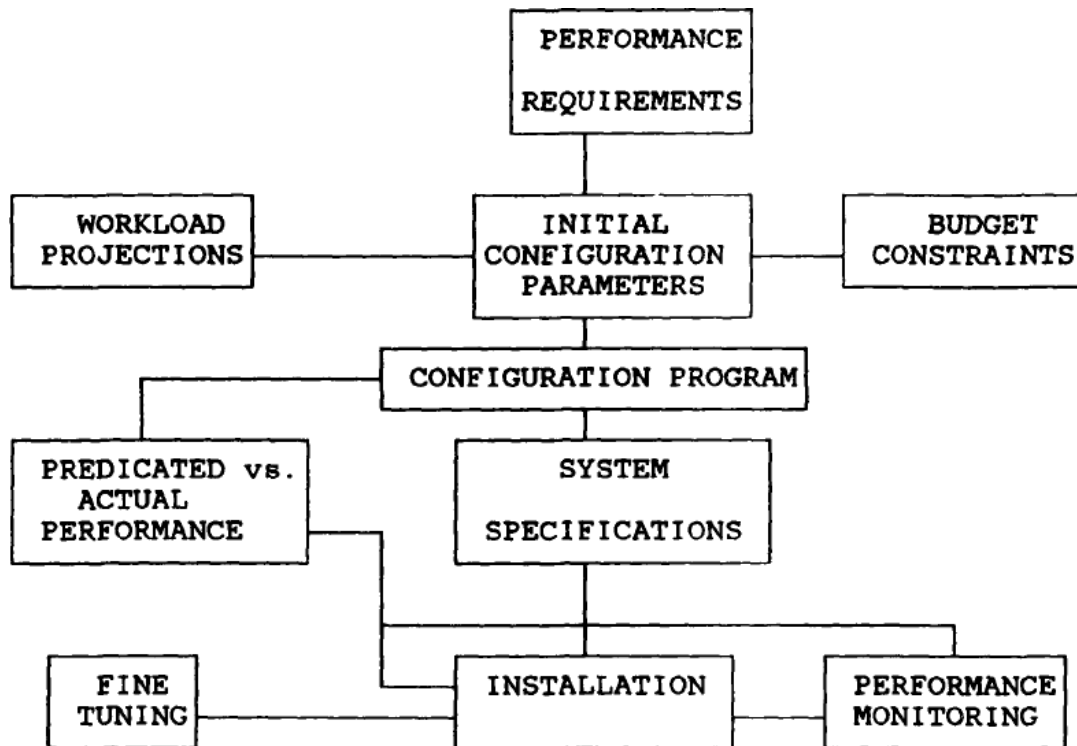 PERFORMANCE
REQUIREMENTS
WORKLOAD
PROJECTIONS
INITIAL
CONFIGURATION
PARAMETERS
BUDGET
CONSTRAINTS
CONFIGURATION PROGRAM
PREDICATED vs.
ACTUAL
PERFORMANCE
SYSTEM
SPECIFICATIONS
FINE
TUNING
INSTALLATION
PERFORMANCE
MONITORING